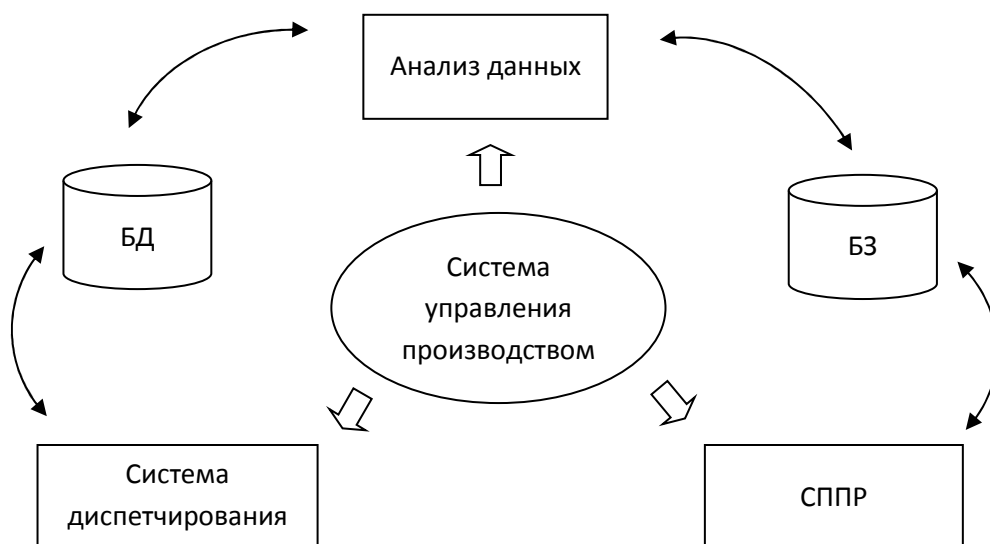 Анализ данных
БД
БЗ
Система
управления
производством
Система
диспетчирования
СППР